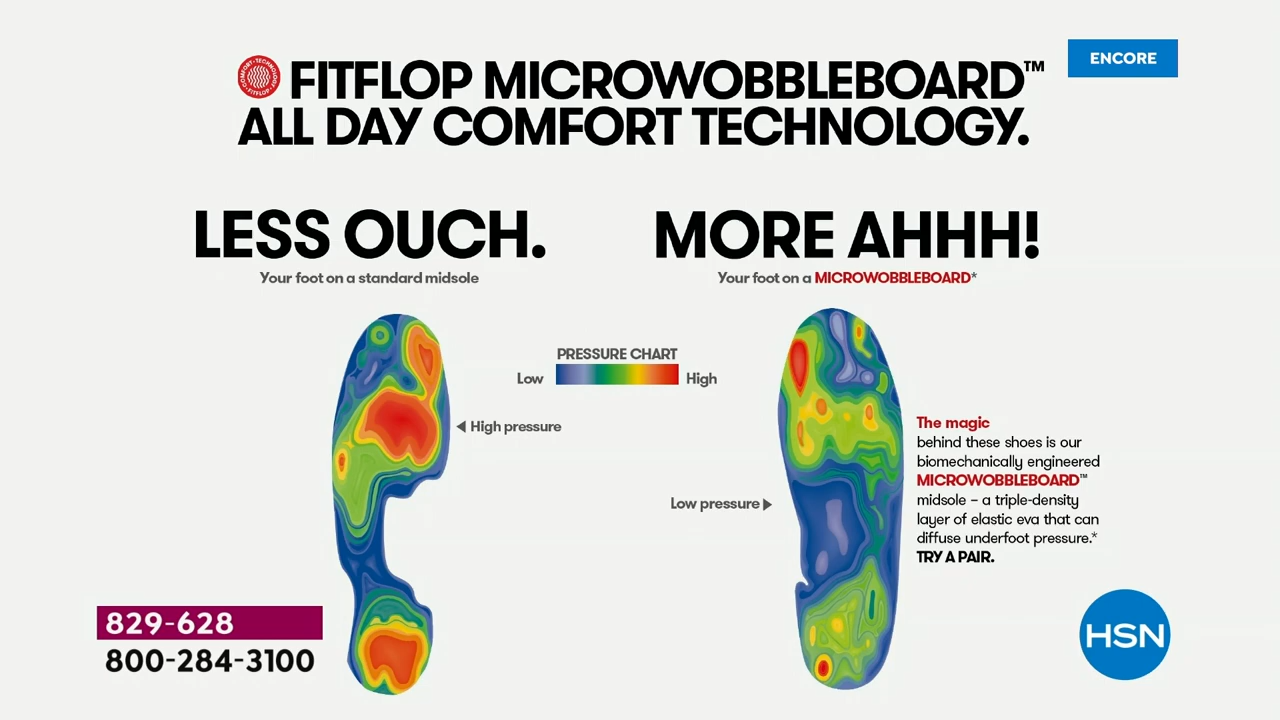 ENCORE
FITFLOP MICROWOBBLEBOARD™
ALL DAY COMFORT TECHNOLOGY.
LESS OUCH.
Your foot on a standard midsole
MORE AHHH!
Your foot on a MICROWOBBLEBOARD*
PRESSURE CHART
Low
High
High pressure
Low pressure
The magic
behind these shoes is our
biomechanically engineered
MICROWOBBLEBOARD™
midsole – a triple-density
layer of elastic eva that can
diffuse underfoot pressure.*
TRY A PAIR.
829-628
800-284-3100
HSN